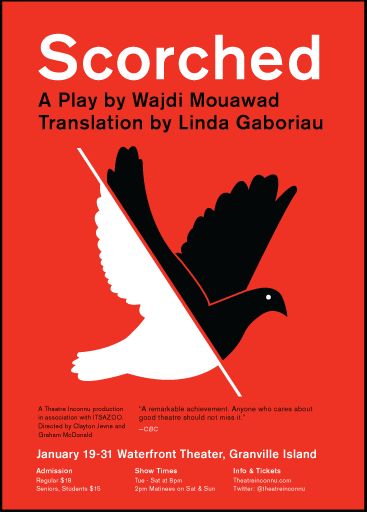 Scorched
A Play by Wajdi Mouawad
Translation by Linda Gaboriau
A Theatre Inconnu production
in association with ITSAZOO.
Directed by Clayton Jevne and
Graham McDonald
"A remarkable achievement. Anyone who cares about
good theatre should not miss it."
—CBC
January 19-31 Waterfront Theater, Granville Island
Admission
Regular $18
Seniors, Students $15
Show Times
Tue - Sat at 8pm
2pm Matinees on Sat & Sun
Info & Tickets
Theatreinconnu.com
Twitter: @theatreinconnu